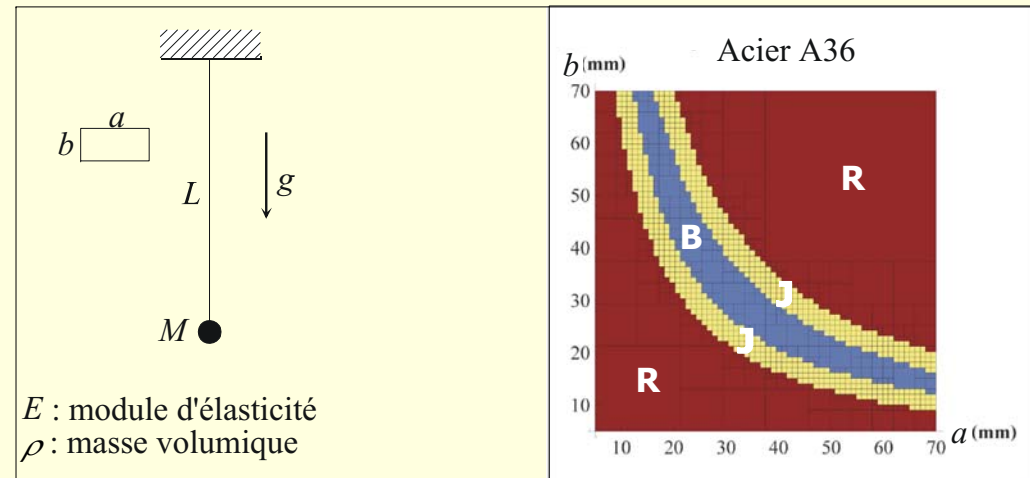 a
b
L
g
M
E : module d'élasticité
ρ : masse volumique
Acier A36
b (mm)
70
60
50
40
30
20
10
R
B
J
J
R
10 20 30 40 50 60 70
a (mm)